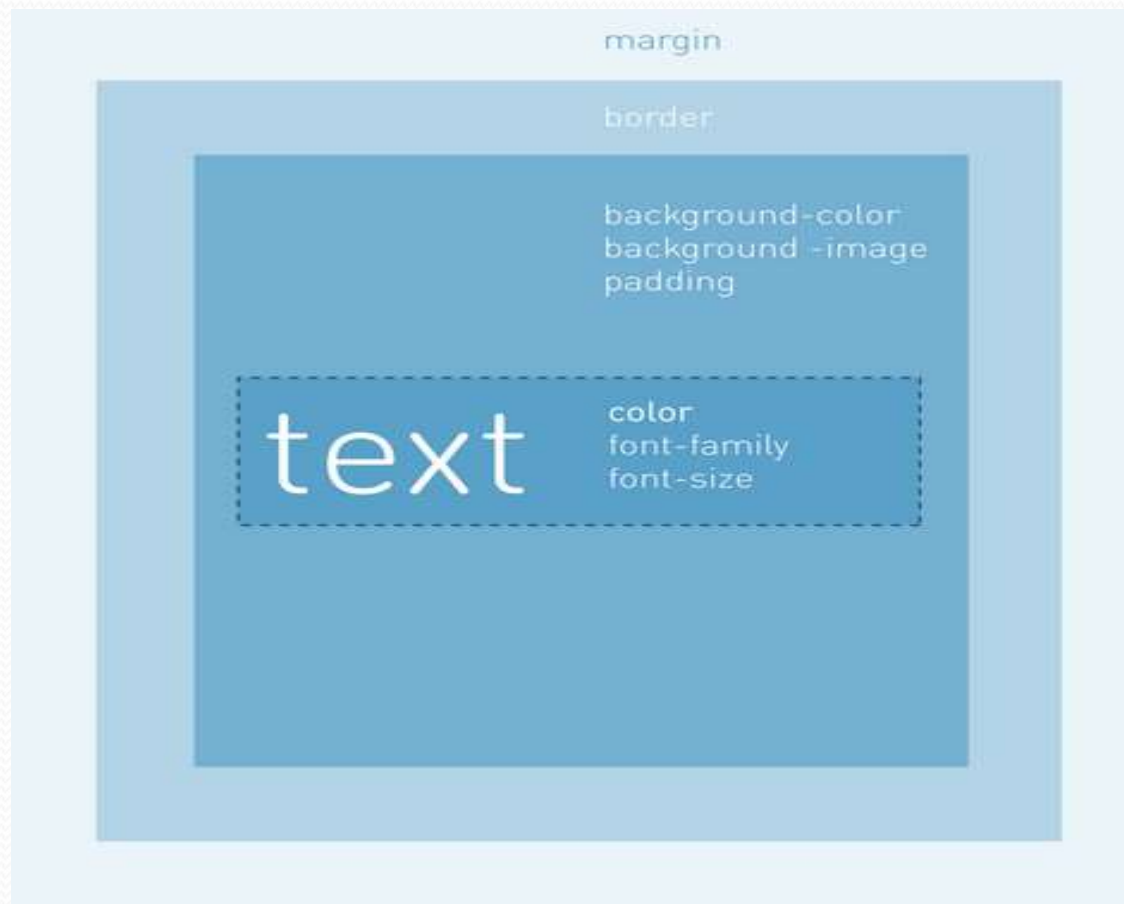 margin
border
background-color
background -image
padding
text
color
font-family
font-size